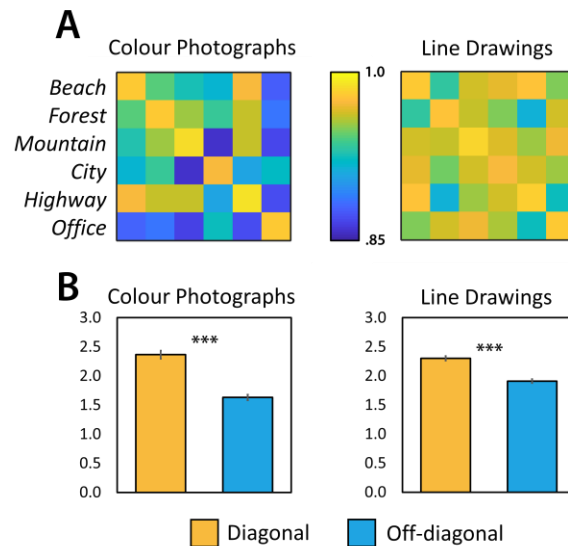 A
Colour Photographs
Line Drawings
Beach
Forest
Mountain
City
Highway
Office
1.0
.85
B
Colour Photographs
Line Drawings
3.0
2.5
2.0
1.5
1.0
0.5
0.0
***
3.0
2.5
2.0
1.5
1.0
0.5
0.0
***
Diagonal
Off-diagonal